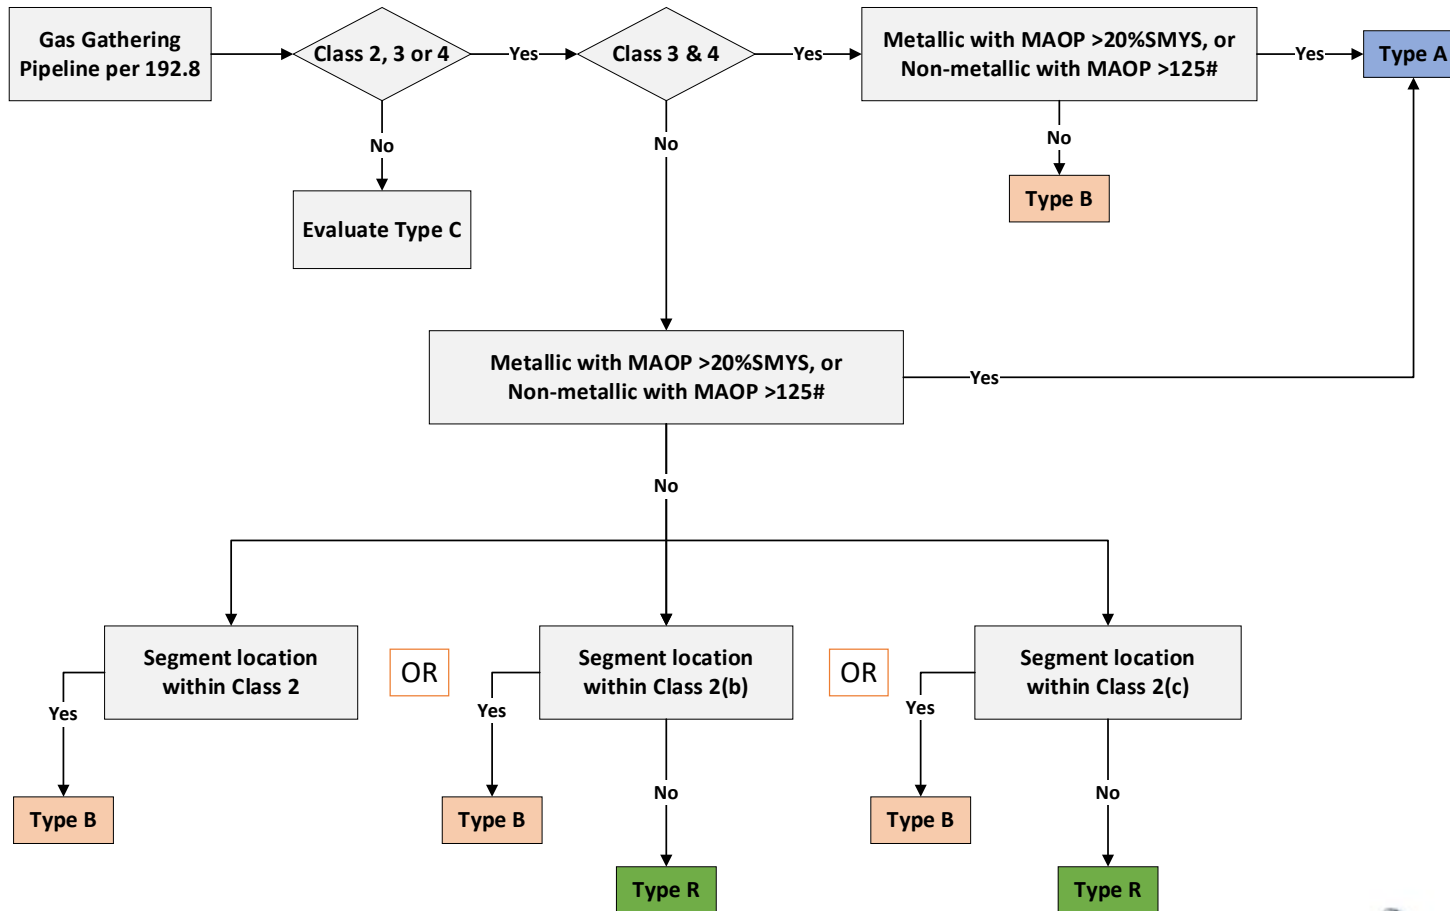 Gas Gathering
Pipeline per 192.8
Class 2, 3 or 4
Yes
Class 3 & 4
Yes
Metallic with MAOP >20%SMYS, or
Non-metallic with MAOP >125#
Yes
Type A
No
No
No
Type B
Evaluate Type C
Metallic with MAOP >20%SMYS, or
Non-metallic with MAOP >125#
Yes
No
Segment location
within Class 2
OR
Segment location
within Class 2(b)
OR
Segment location
within Class 2(c)
Yes
Yes
Yes
No
No
Type B
Type B
Type B
Type R
Type R